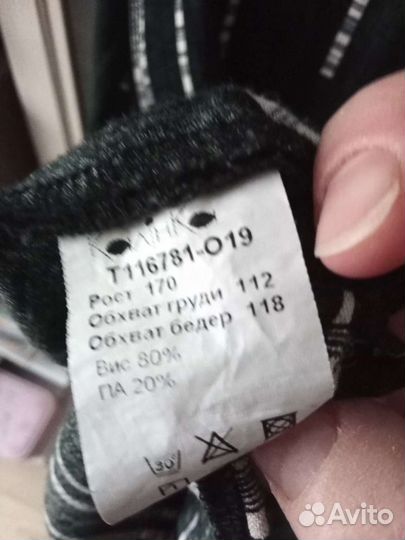 T116781-O19
Рост 170
Обхват груди 112
Обхват бедер 118
Вис 80%
ПА 20%
30°
Avito